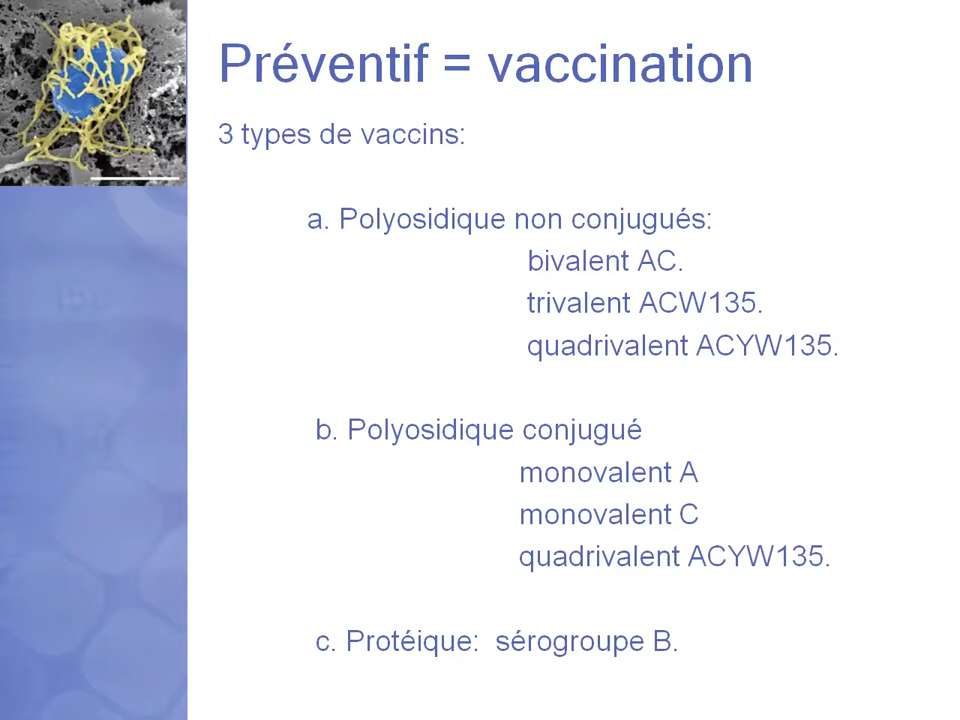 Préventif = vaccination
3 types de vaccins:
a. Polyosidique non conjugués:
bivalent AC.
trivalent ACW135.
quadrivalent ACYW135.
b. Polyosidique conjugué
monovalent A
monovalent C
quadrivalent ACYW135.
c. Protéique: sérogroupe B.